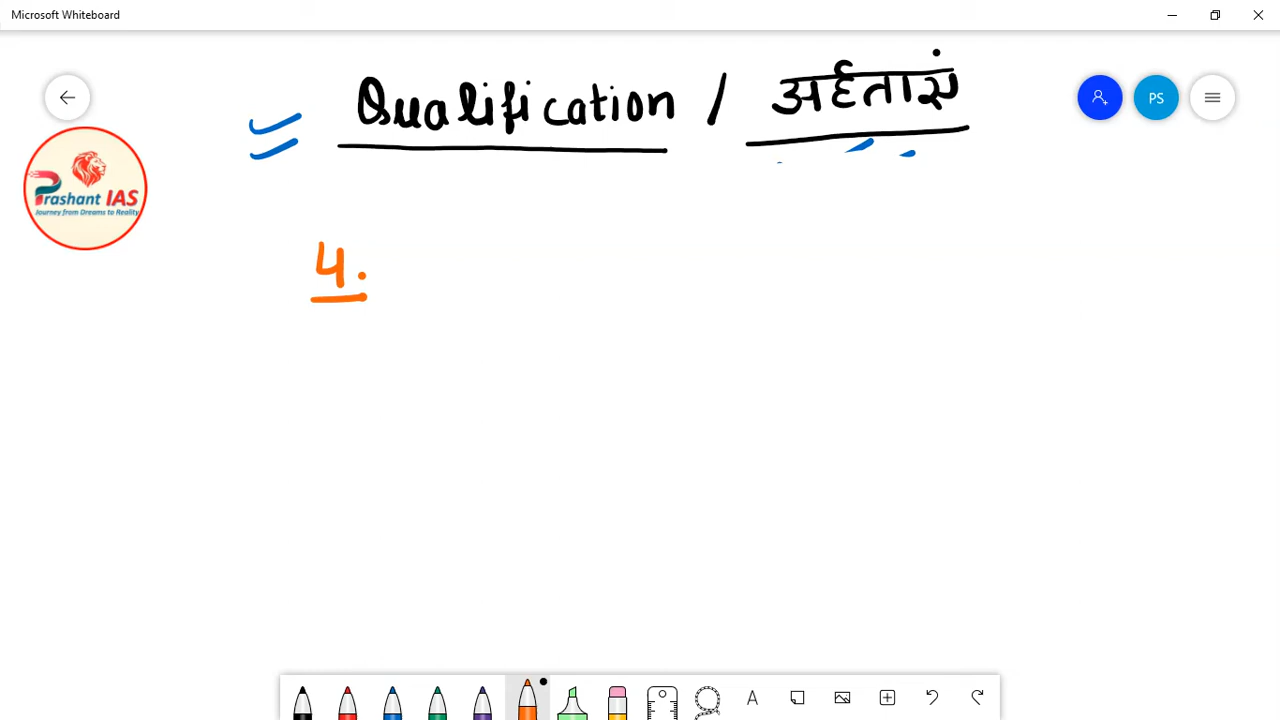 Microsoft Whiteboard
Qualification / अर्हताएं
PS
Prashant IAS
Journey from Dreams to Reality
4.
A